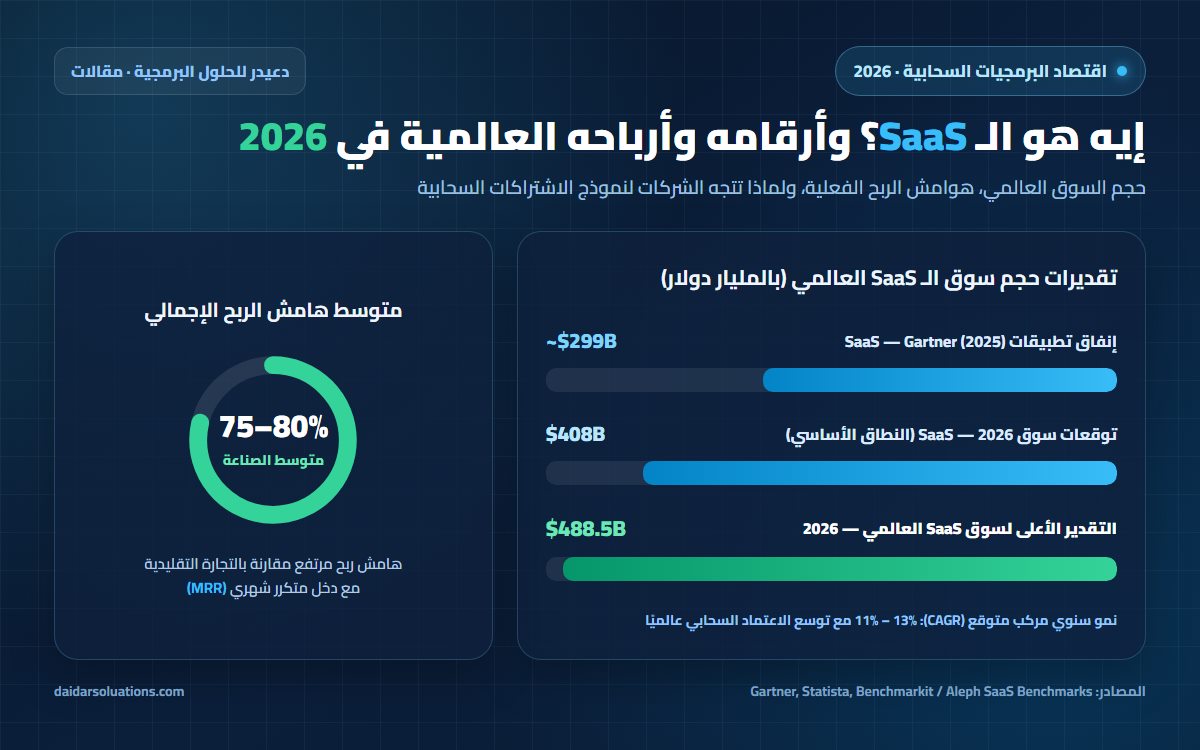 اقتصاد البرمجيات السحابية · 2026
دعيدر للحلول البرمجية · مقالات
إيه هو الـ SaaS؟ وأرقامه وأرباحه العالمية في 2026
حجم السوق العالمي، هوامش الربح الفعلية، ولماذا تتجه الشركات لنموذج الاشتراكات السحابية
تقديرات حجم سوق الـ SaaS العالمي (بالمليار دولار)
إنفاق تطبيقات SaaS — Gartner (2025)
~$299B
توقعات سوق SaaS — 2026 (النطاق الأساسي)
$408B
التقدير الأعلى لسوق SaaS العالمي — 2026
$488.5B
نمو سنوي مركب متوقع (CAGR): 11% – 13% مع توسع الاعتماد السحابي عالميًا
متوسط هامش الربح الإجمالي
75–80%
متوسط الصناعة
هامش ربح مرتفع مقارنة بالتجارة التقليدية
مع دخل متكرر شهري (MRR)
المصادر: Gartner, Statista, Benchmarkit / Aleph SaaS Benchmarks
daidarsoluations.com